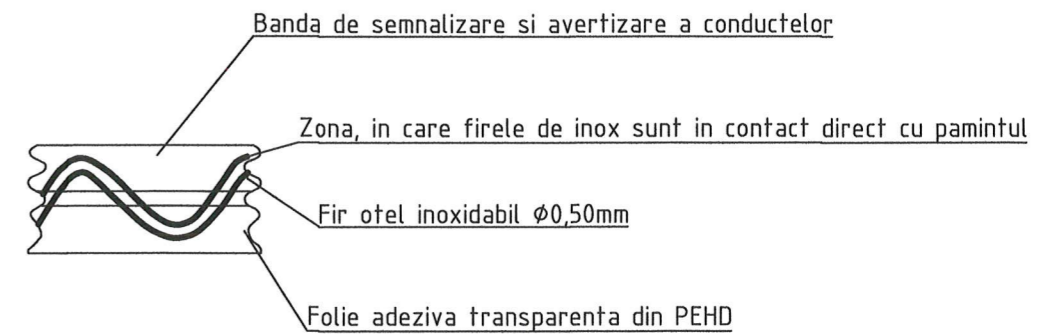 Banda de semnalizare si avertizare a conductelor
Zona, in care firele de inox sunt in contact direct cu pamintul
Fir otel inoxidabil Ø0,50mm
Folie adeziva transparenta din PEHD